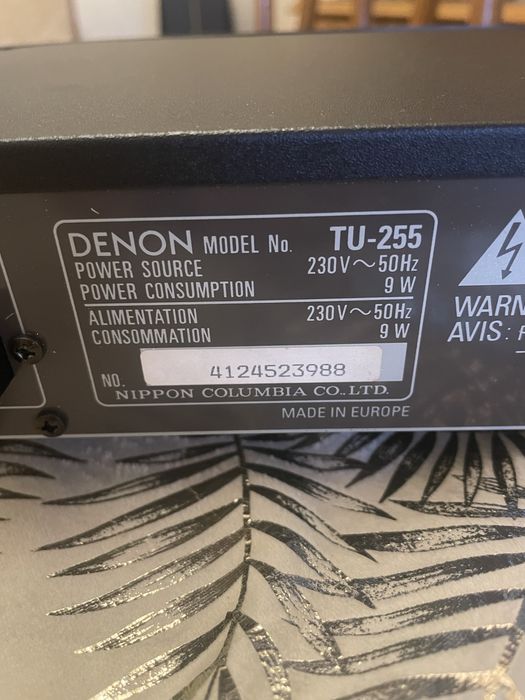 DENON MODEL No. TU-255
POWER SOURCE 230V～50Hz
POWER CONSUMPTION 9 W
ALIMENTATION 230V～50Hz
CONSOMMATION 9 W
NO. 4124523988
NIPPON COLUMBIA CO.,LTD.
MADE IN EUROPE
WARN
AVIS: